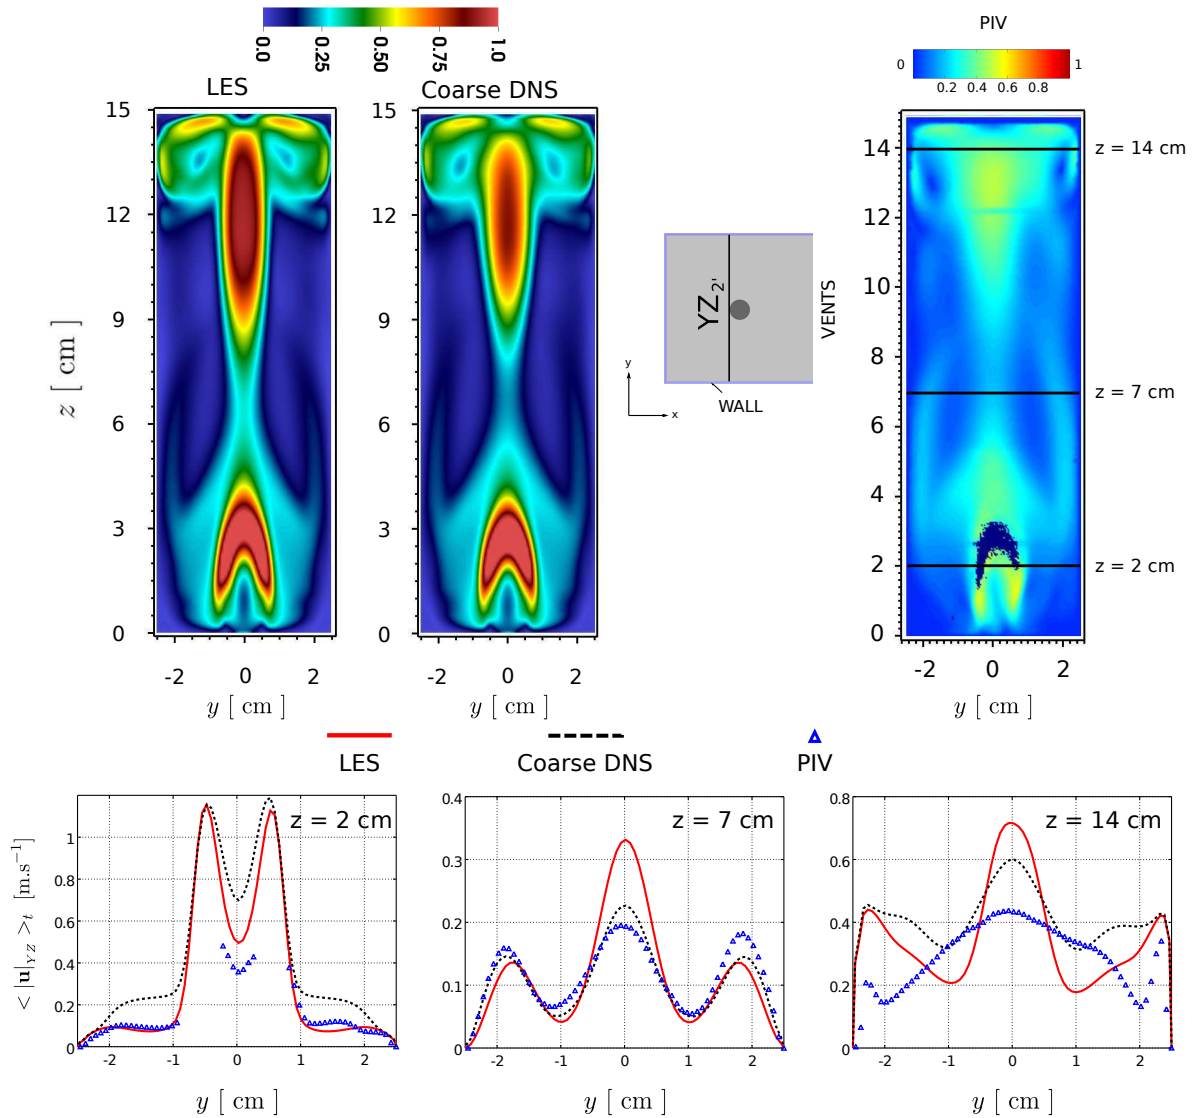 PIV
0 1
0.2 0.4 0.6 0.8
0.0 0.25 0.50 0.75 1.0
LES
Coarse DNS
15
12
9
6
3
0
z [ cm ]
-2 0 2
y [ cm ]
15
12
9
6
3
0
-2 0 2
y [ cm ]
YZ2'
VENTS
WALL
y
x
14
12
10
8
6
4
2
0
z = 14 cm
z = 7 cm
z = 2 cm
-2 0 2
y [ cm ]
LES
Coarse DNS
PIV
< |u|YZ >t [m.s−1]
z = 2 cm
1
0.8
0.6
0.4
0.2
0
-2 -1 0 1 2
y [ cm ]
z = 7 cm
0.4
0.3
0.2
0.1
0
-2 -1 0 1 2
y [ cm ]
z = 14 cm
0.8
0.6
0.4
0.2
0
-2 -1 0 1 2
y [ cm ]